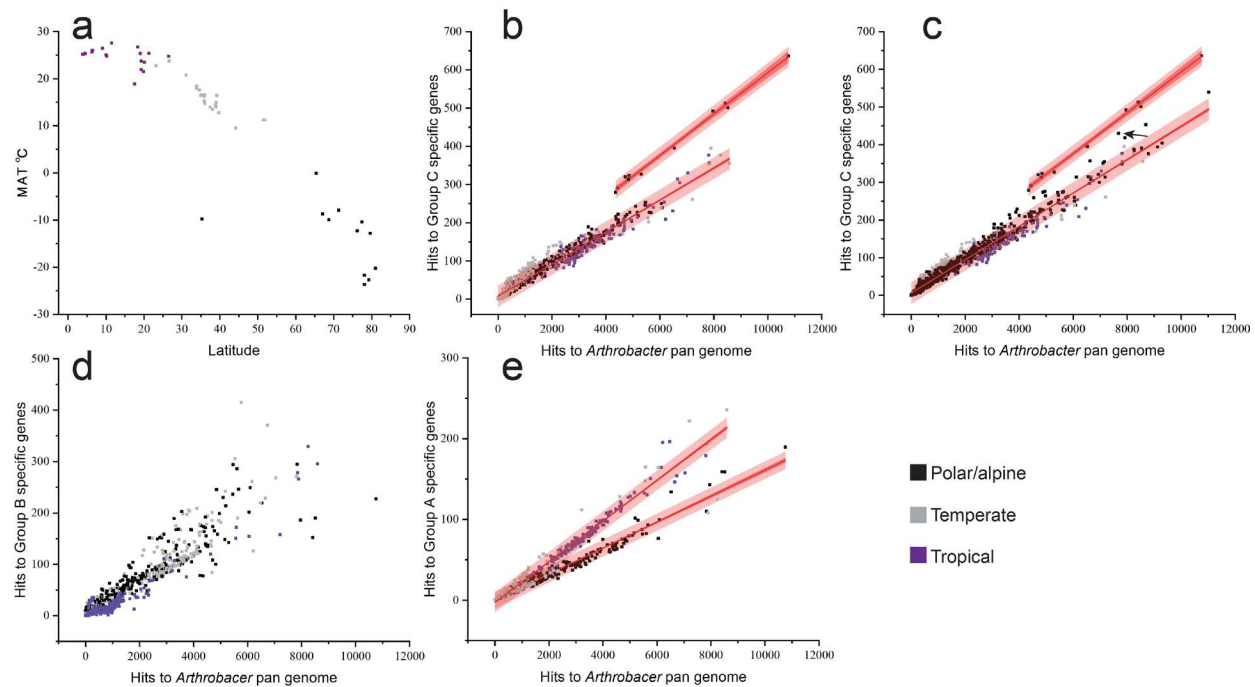 a
30
20
10
0
-10
-20
-30
MAT °C
0 10 20 30 40 50 60 70 80 90
Latitude
b
700
600
500
400
300
200
100
0
Hits to Group C specific genes
0 2000 4000 6000 8000 10000 12000
Hits to Arthrobacter pan genome
c
700
600
500
400
300
200
100
0
Hits to Group C specific genes
0 2000 4000 6000 8000 10000 12000
Hits to Arthrobacter pan genome
d
500
400
300
200
100
0
Hits to Group B specific genes
0 2000 4000 6000 8000 10000 12000
Hits to Arthrobacter pan genome
e
300
200
100
0
Hits to Group A specific genes
0 2000 4000 6000 8000 10000 12000
Hits to Arthrobacter pan genome
Polar/alpine
Temperate
Tropical